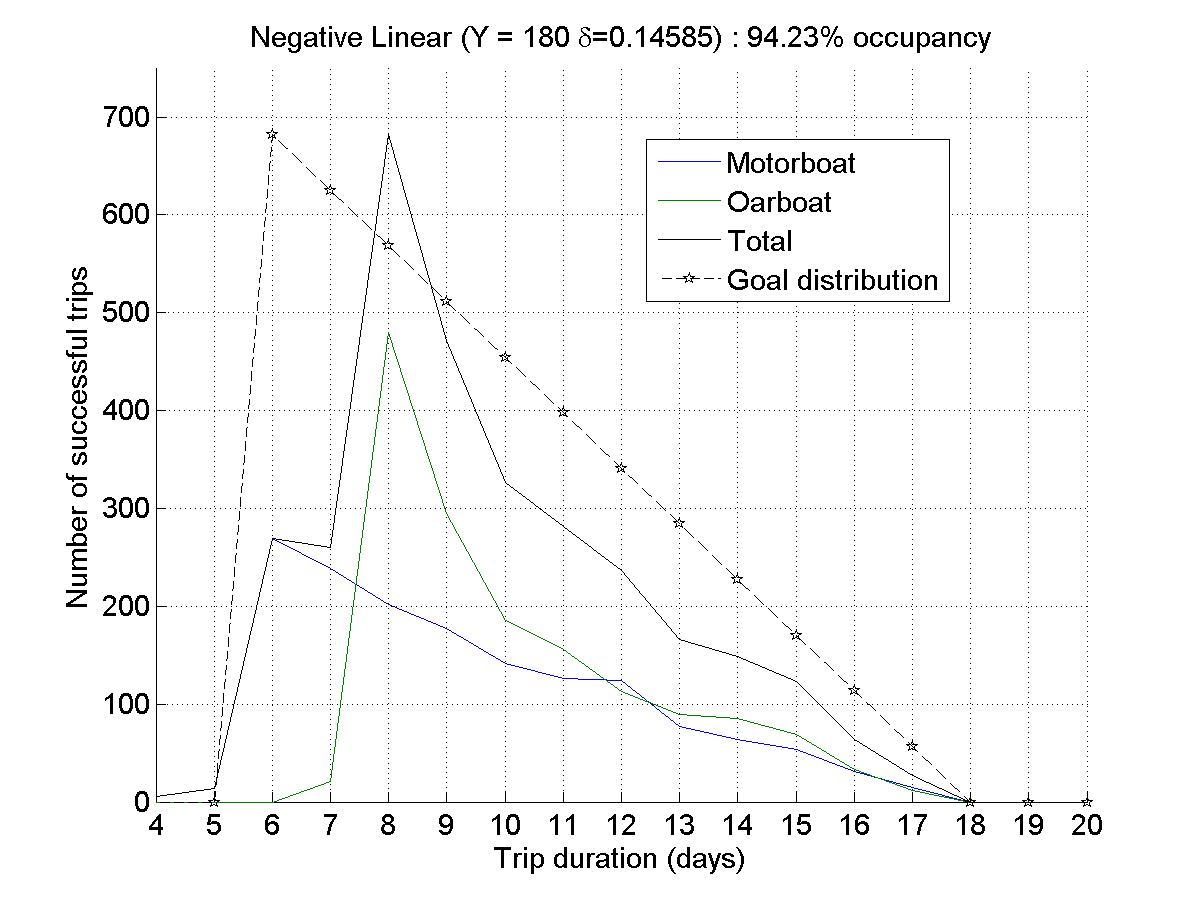 Negative Linear (Y = 180 δ=0.14585) : 94.23% occupancy
Number of successful trips
700
600
500
400
300
200
100
0
Motorboat
Oarboat
Total
Goal distribution
4 5 6 7 8 9 10 11 12 13 14 15 16 17 18 19 20
Trip duration (days)